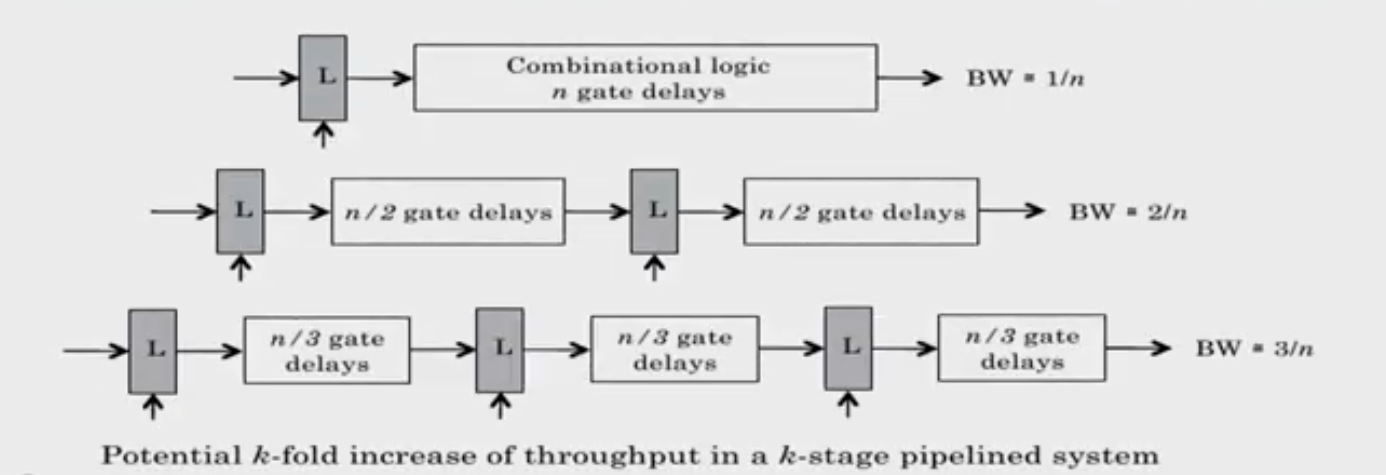 L
Combinational logic
n gate delays
BW = 1/n
L
n/2 gate delays
L
n/2 gate delays
BW = 2/n
L
n/3 gate
delays
L
n/3 gate
delays
L
n/3 gate
delays
BW = 3/n
Potential k-fold increase of throughput in a k-stage pipelined system